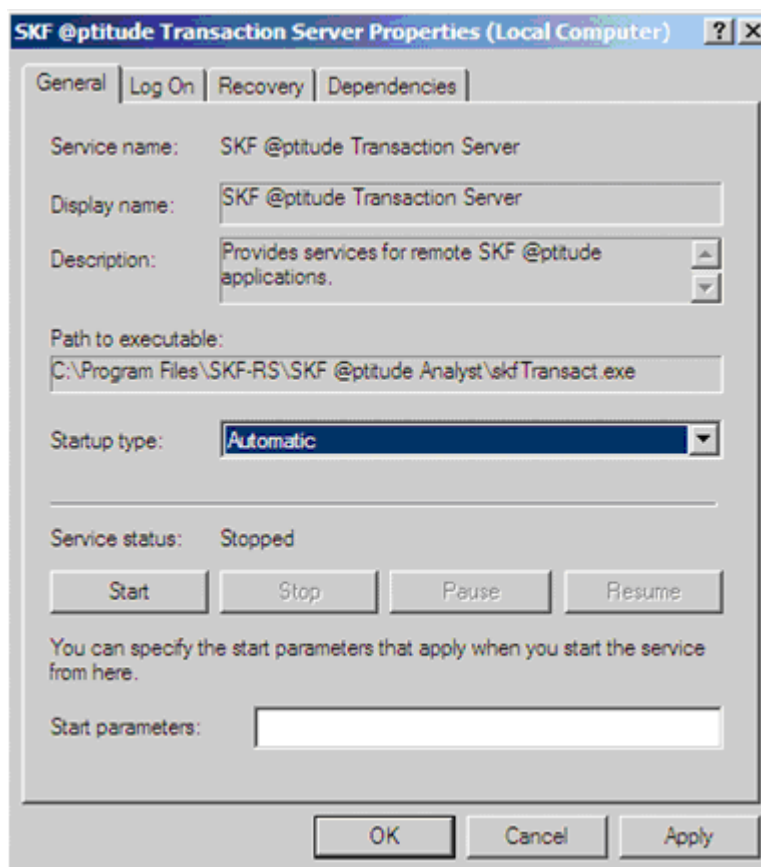 SKF @ptitude Transaction Server Properties (Local Computer)
General Log On Recovery Dependencies
Service name: SKF @ptitude Transaction Server
Display name: SKF @ptitude Transaction Server
Description: Provides services for remote SKF @ptitude
applications.
Path to executable:
C:\Program Files\SKF-RS\SKF @ptitude Analyst\skfTransact.exe
Startup type: Automatic
Service status: Stopped
Start Stop Pause Resume
You can specify the start parameters that apply when you start the service
from here.
Start parameters:
OK Cancel Apply